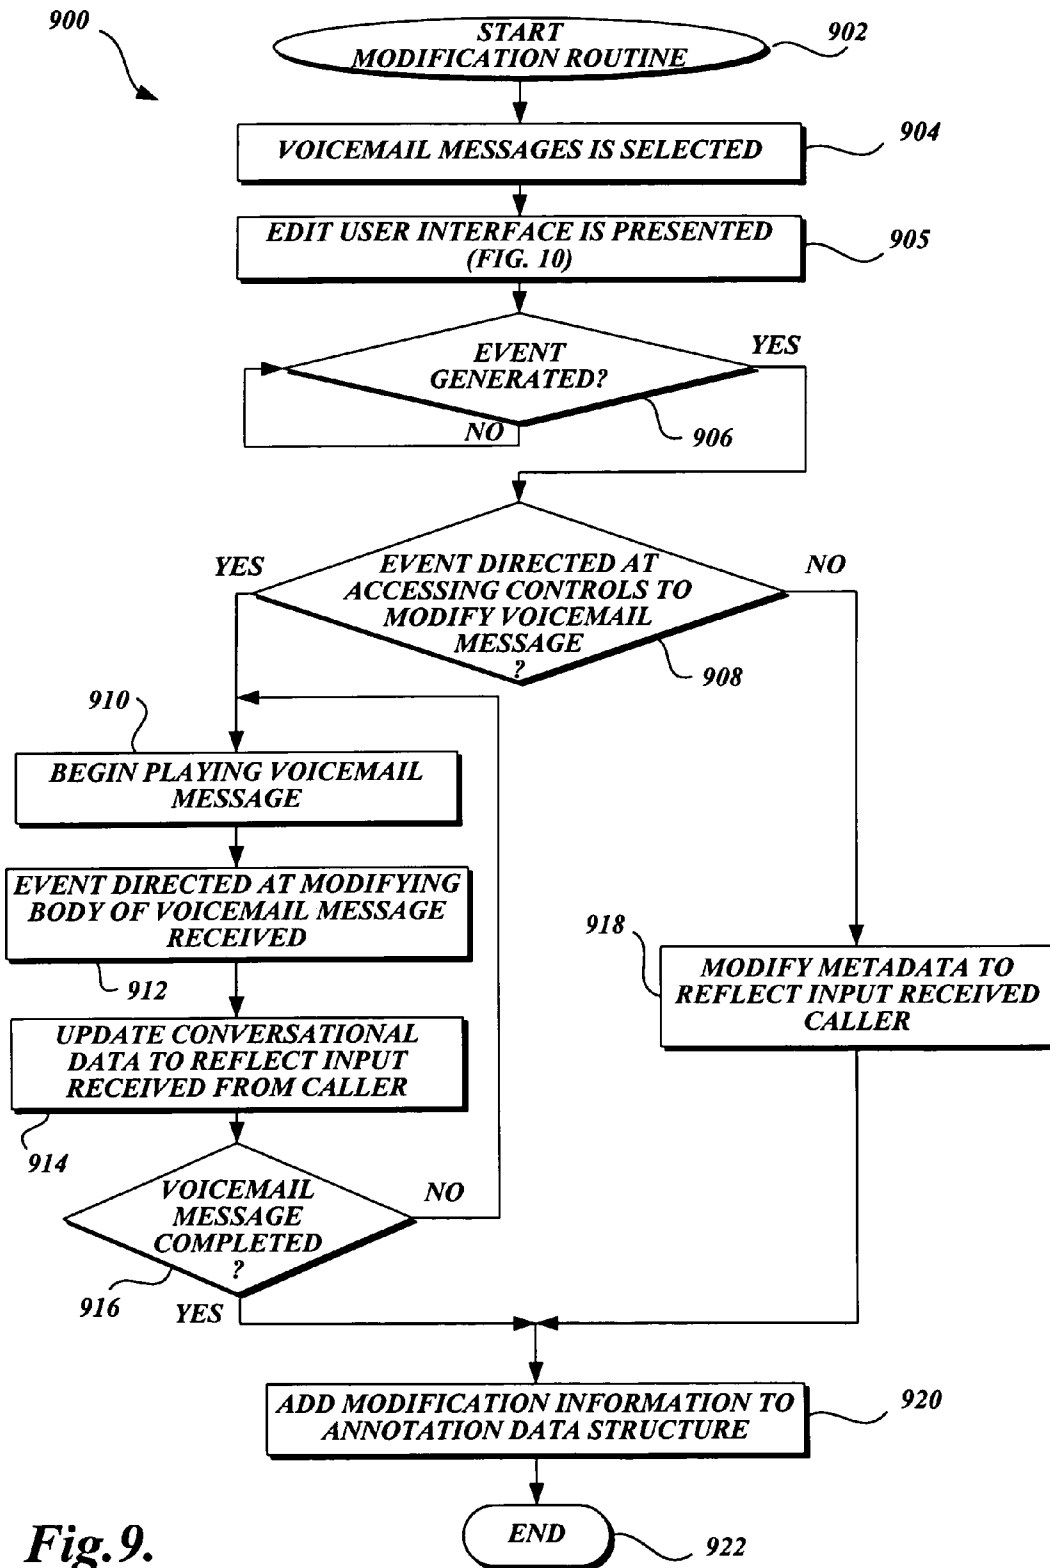 900
START
MODIFICATION ROUTINE
902
VOICEMAIL MESSAGES IS SELECTED
904
EDIT USER INTERFACE IS PRESENTED
(FIG. 10)
905
EVENT
GENERATED?
YES
NO
906
EVENT DIRECTED AT
ACCESSING CONTROLS TO
MODIFY VOICEMAIL
MESSAGE
?
YES
NO
908
910
BEGIN PLAYING VOICEMAIL
MESSAGE
EVENT DIRECTED AT MODIFYING
BODY OF VOICEMAIL MESSAGE
RECEIVED
912
918
MODIFY METADATA TO
REFLECT INPUT RECEIVED
CALLER
UPDATE CONVERSATIONAL
DATA TO REFLECT INPUT
RECEIVED FROM CALLER
914
VOICEMAIL
MESSAGE
COMPLETED
?
NO
916
YES
ADD MODIFICATION INFORMATION TO
ANNOTATION DATA STRUCTURE
920
END
922
Fig.9.